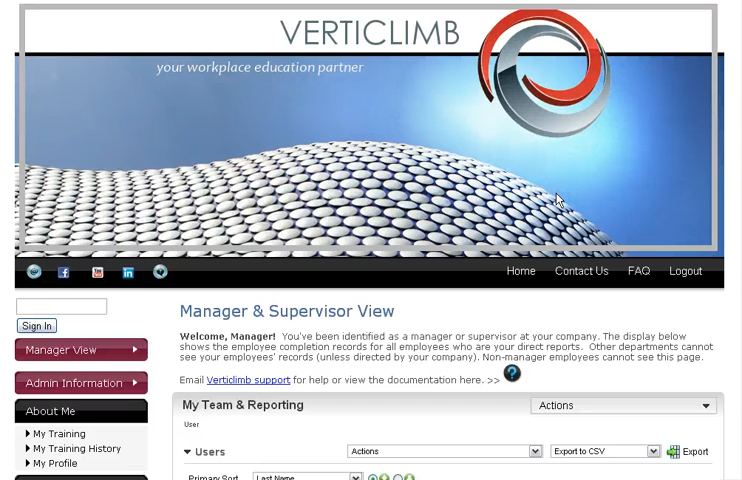 VERTICLIMB
your workplace education partner
Home Contact Us FAQ Logout
Sign In
Manager View
Admin Information
About Me
My Training
My Training History
My Profile
Manager & Supervisor View
Welcome, Manager! You've been identified as a manager or supervisor at your company. The display below
shows the employee completion records for all employees who are your direct reports. Other departments cannot
see your employees' records (unless directed by your company). Non-manager employees cannot see this page.
Email Verticlimb support for help or view the documentation here. >>
My Team & Reporting
Actions
User
Users
Actions
Export to CSV
Export
Primary Sort
Last Name